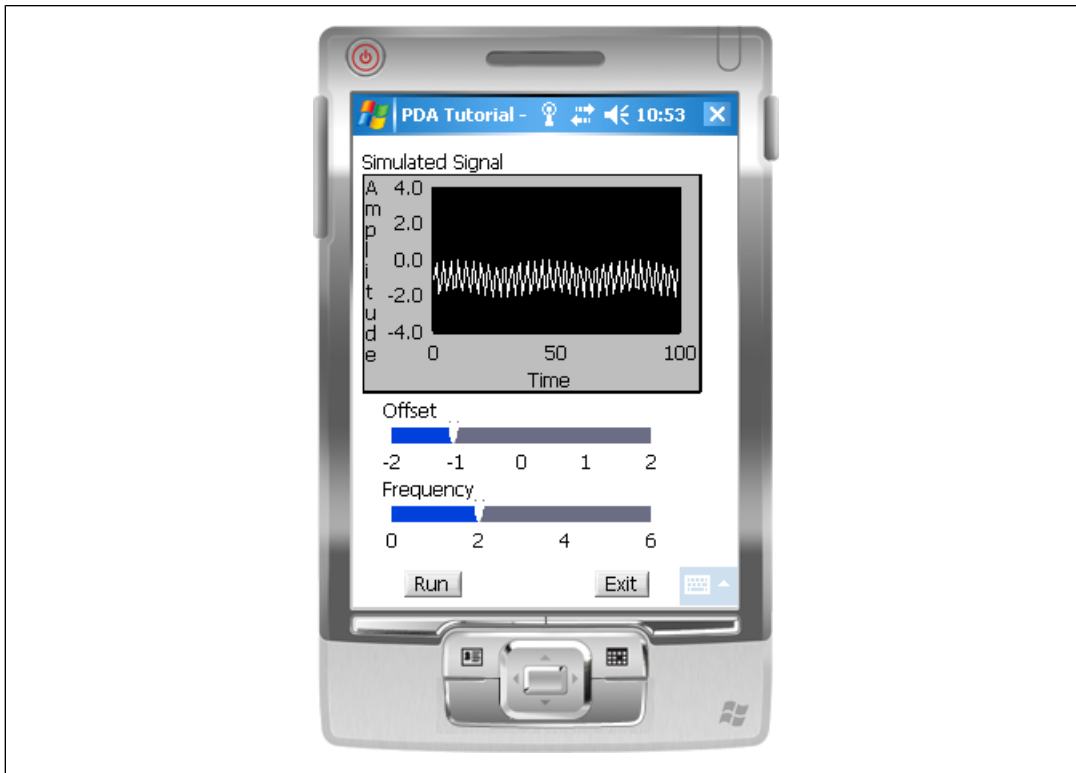 PDA Tutorial - 10:53
Simulated Signal
Amplitude
4.0
2.0
0.0
-2.0
-4.0
0 50 100
Time
Offset
-2 -1 0 1 2
Frequency
0 2 4 6
Run Exit